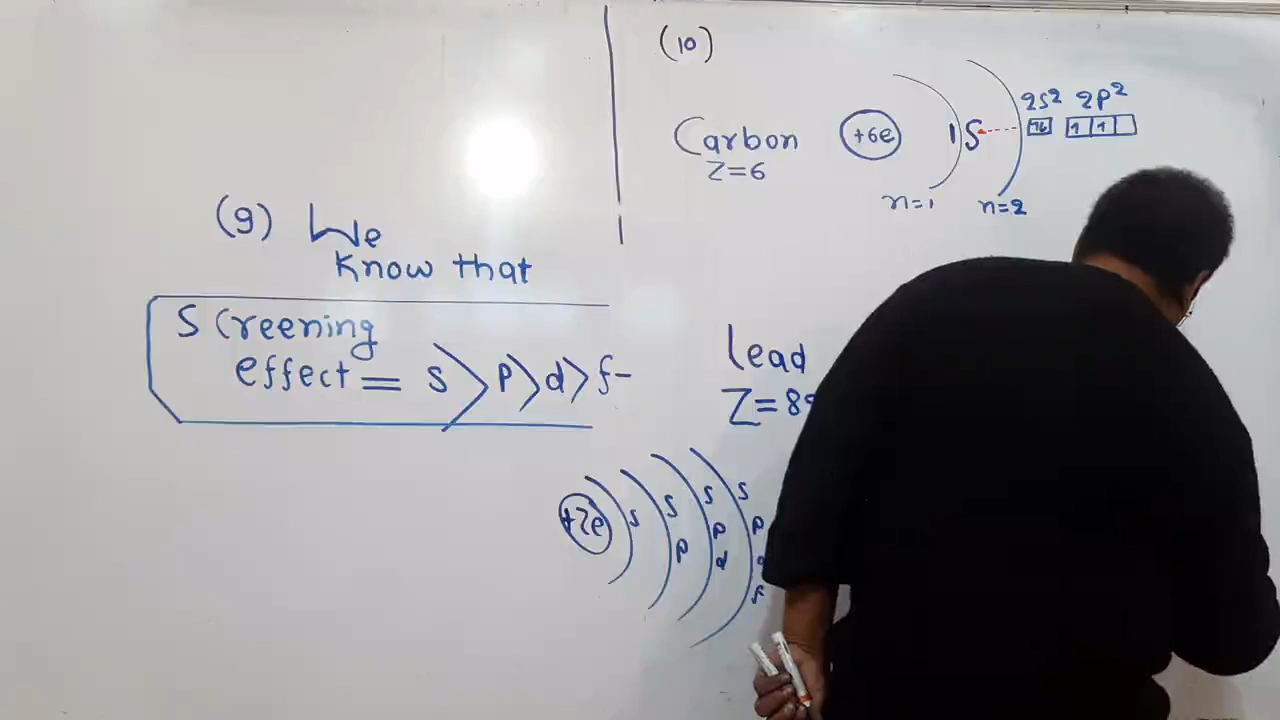 (9) We
know that
Screening
effect = s > p > d > f-
(10)
Carbon
Z=6
+6e
1s
2s² 2p²
n=1
n=2
Lead
+Ze
s
s
p
s
p
d
s
p
f